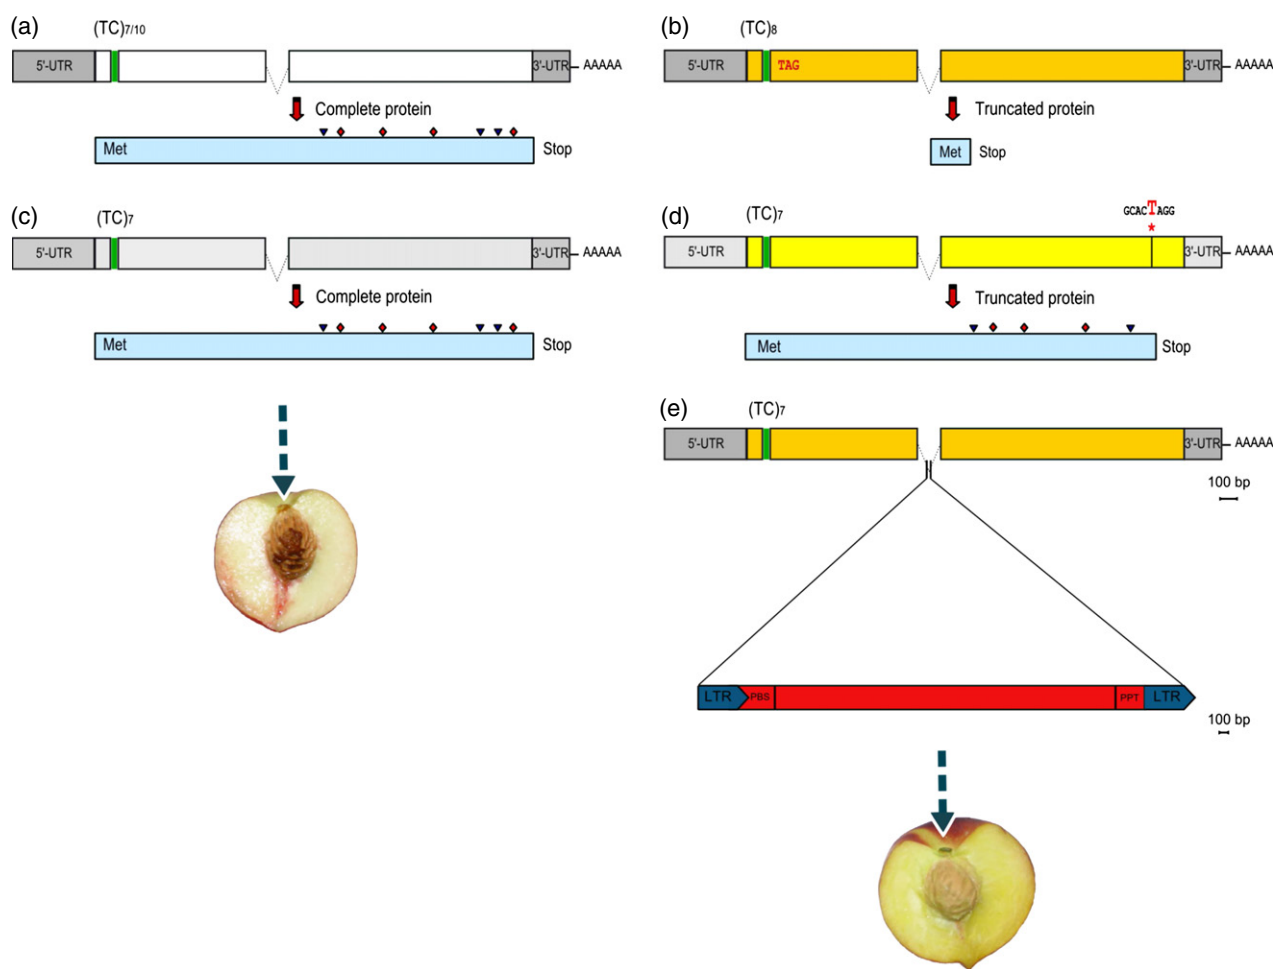 (a) (TC)7/10
5'-UTR 3'-UTR AAAAA
Complete protein
Met Stop
(b) (TC)8
5'-UTR TAG 3'-UTR AAAAA
Truncated protein
Met Stop
(c) (TC)7
5'-UTR 3'-UTR AAAAA
Complete protein
Met Stop
(d) (TC)7 GCACTAGG
*
5'-UTR 3'-UTR AAAAA
Truncated protein
Met Stop
(e) (TC)7
5'-UTR 3'-UTR AAAAA
100 bp
LTR PBS PPT LTR
100 bp